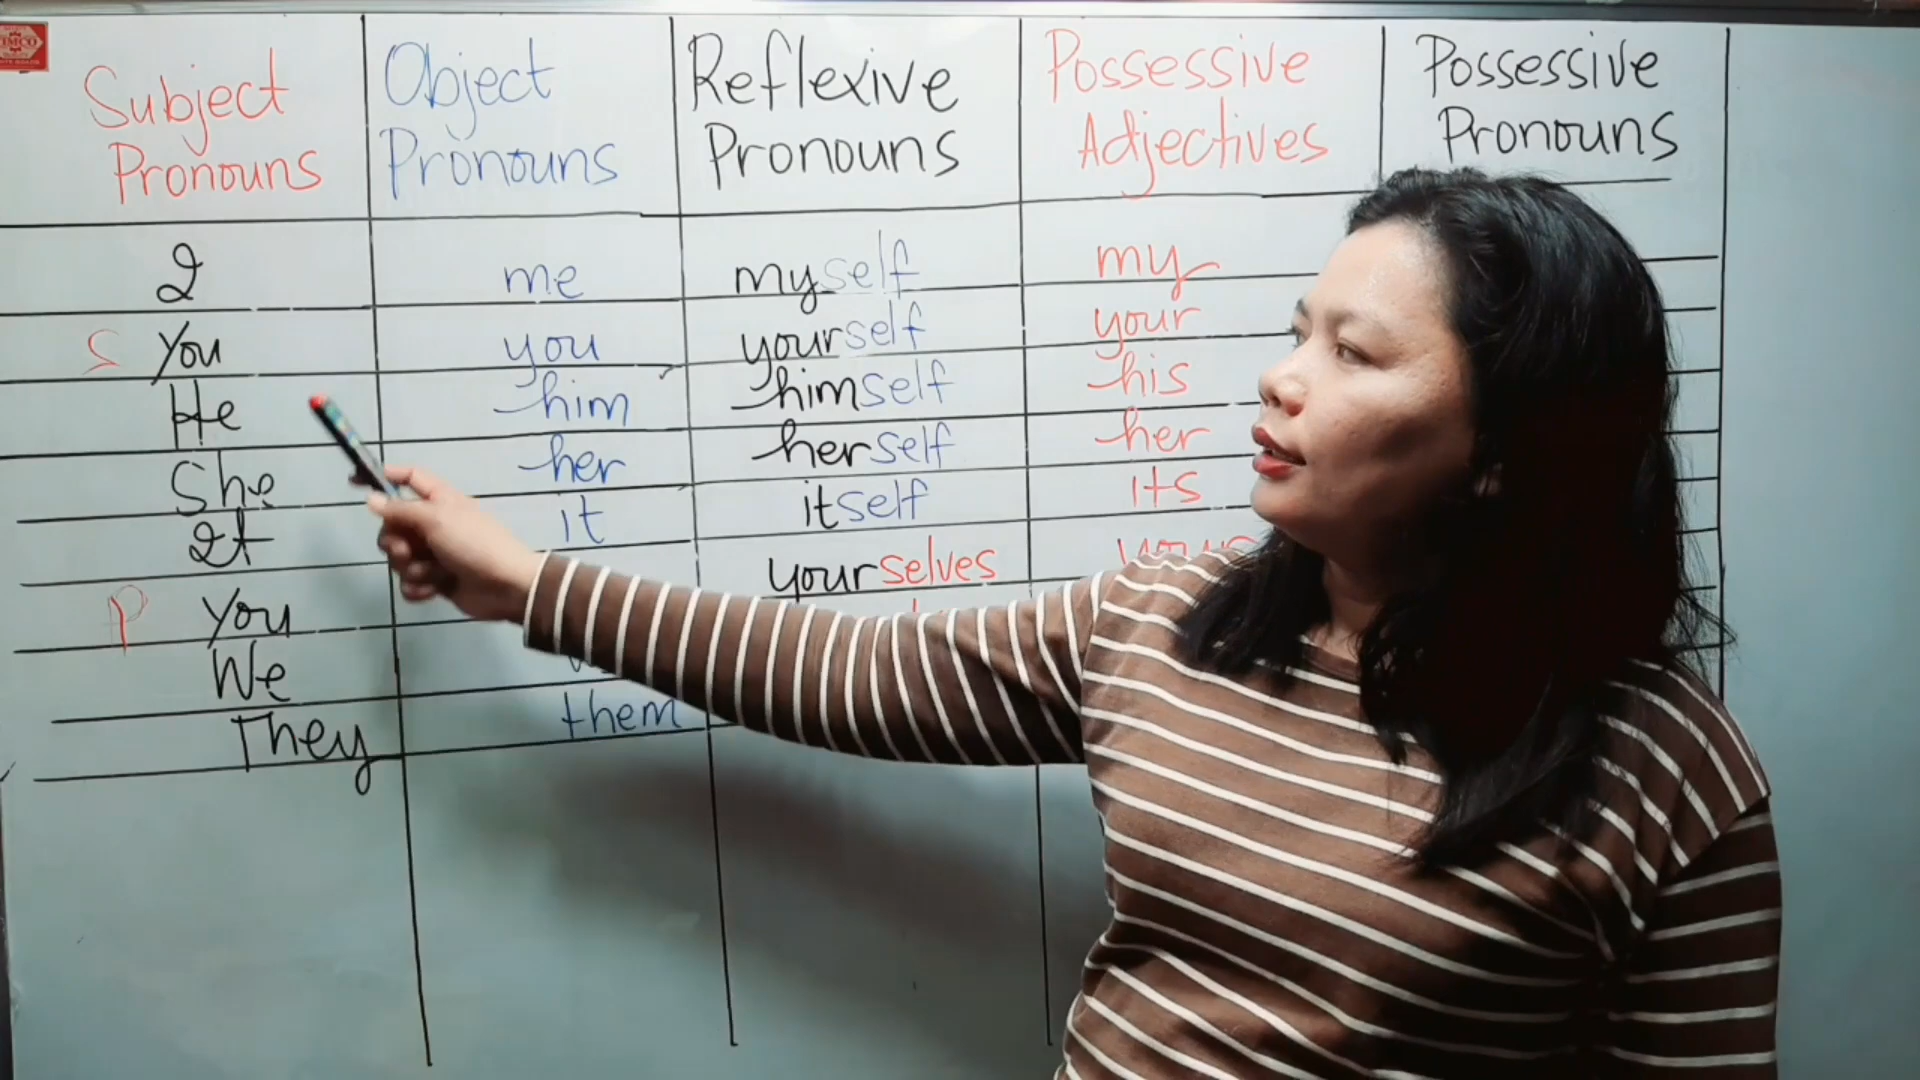 Subject Pronouns
Object Pronouns
Reflexive Pronouns
Possessive Adjectives
Possessive Pronouns
I me myself my
S You you yourself your
He him himself his
She her herself her
It it itself its
P You yourselves your
We
They them